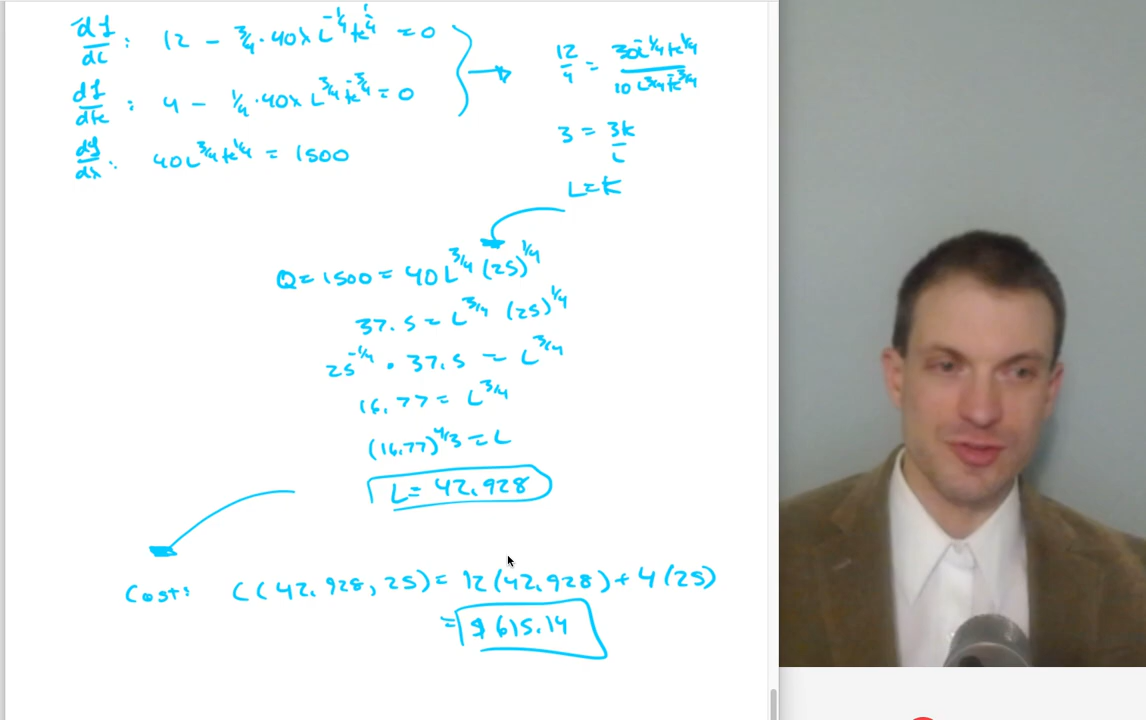 dL/dL: 12 - 3/4 · 40λ L^-1/4 K^1/4 = 0
dL/dK: 4 - 1/4 · 40λ L^3/4 K^-3/4 = 0
dL/dλ: 40L^3/4 K^1/4 = 1500
12/4 = 30L^-1/4 K^1/4 / 10 L^3/4 K^-3/4
3 = 3K/L
L = K
Q = 1500 = 40L^3/4 (25)^1/4
37.5 = L^3/4 (25)^1/4
25^-1/4 · 37.5 = L^3/4
16.77 = L^3/4
(16.77)^4/3 = L
L = 42.928
Cost: C(42.928, 25) = 12(42.928) + 4(25)
= $615.14